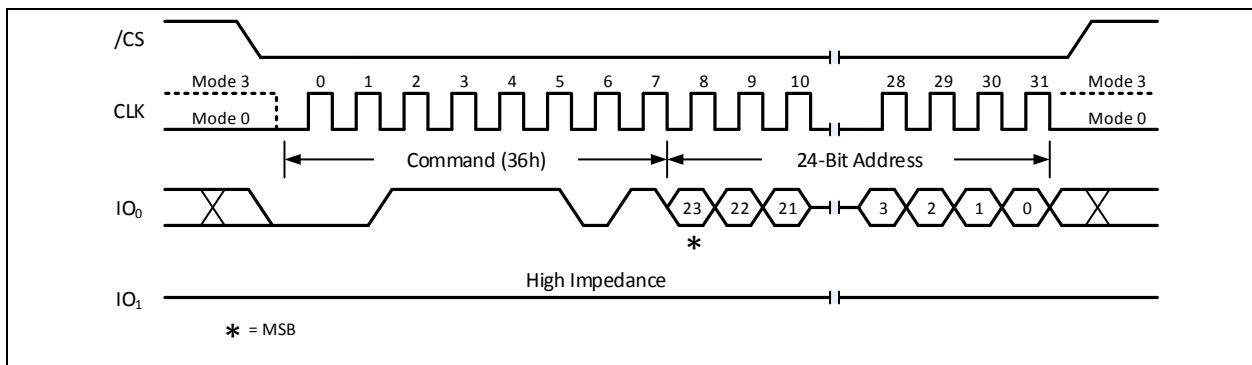 /CS
0 1 2 3 4 5 6 7 8 9 10 28 29 30 31
Mode 3 Mode 3
CLK
Mode 0 Mode 0
Command (36h) 24-Bit Address
IO₀ 23 22 21 3 2 1 0
*
High Impedance
IO₁
* = MSB